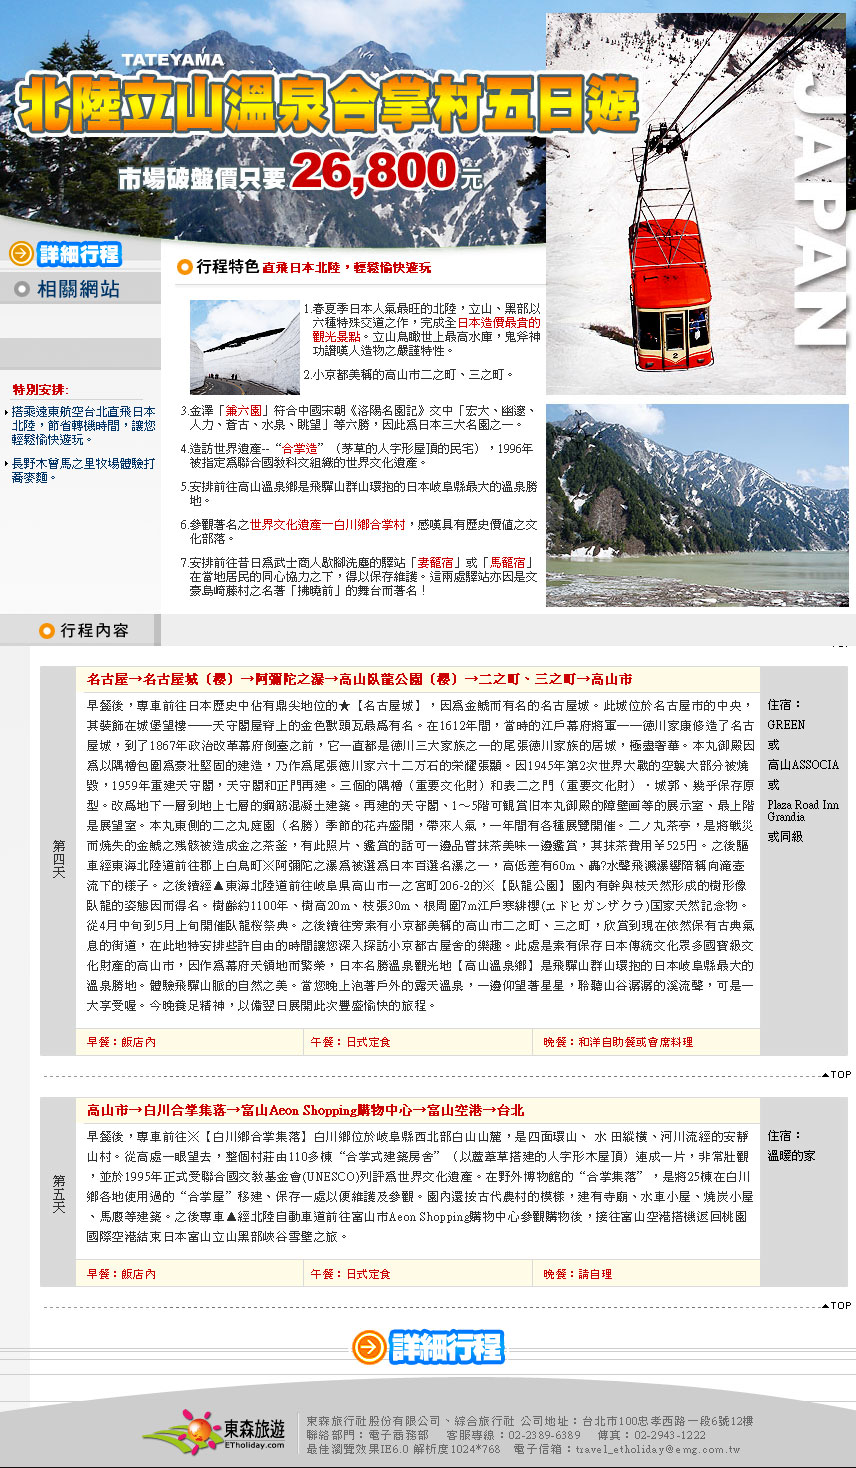 TATEYAMA
北陸立山溫泉合掌村五日遊
市場破盤價只要26,800元
JAPAN
詳細行程
相關網站
特別安排:
搭乘遠東航空台北直飛日本
北陸，節省轉機時間，讓您
輕鬆愉快遊玩。
長野木曾馬之里牧場體驗打
蕎麥麵。
行程特色 直飛日本北陸，輕鬆愉快遊玩
1.春夏季日本人氣最旺的北陸，立山、黑部以
六種特殊交道之作，完成全日本造價最貴的
觀光景點。立山鳥瞰世上最高水庫，鬼斧神
功讚嘆人造物之嚴謹特性。
2.小京都美稱的高山市二之町、三之町。
3.金澤「兼六園」符合中國宋朝《洛陽名園記》文中「宏大、幽邃、
人力、蒼古、水泉、眺望」等六勝，因此為日本三大名園之一。
4.造訪世界遺產--“合掌造”（茅草的人字形屋頂的民宅），1996年
被指定為聯合國教科文組織的世界文化遺產。
5.安排前往高山溫泉鄉是飛驒山群山環抱的日本岐阜縣最大的溫泉勝
地。
6.參觀著名之世界文化遺產一白川鄉合掌村，感嘆具有歷史價值之文
化部落。
7.安排前往昔日為武士商人歇腳洗塵的驛站「妻籠宿」或「馬籠宿」
在當地居民的同心協力之下，得以保存維護。這兩處驛站亦因是文
豪島崎藤村之名著「拂曉前」的舞台而著名！
行程內容
第四天
名古屋→名古屋城〔櫻〕→阿彌陀之瀑→高山臥龍公園〔櫻〕→二之町、三之町→高山市
早餐後，專車前往日本歷史中佔有鼎尖地位的★【名古屋城】，因為金鯱而有名的名古屋城。此城位於名古屋市的中央，
其裝飾在城堡望樓——天守閣屋脊上的金色獸頭瓦最為有名。在1612年間，當時的江戶幕府將軍一一德川家康修造了名古
屋城，到了1867年政治改革幕府倒臺之前，它一直都是德川三大家族之一的尾張德川家族的居城，極盡奢華。本丸御殿因
為以隅櫓包圍為豪壯堅固的建造，乃作為尾張徳川家六十二万石的荣耀張顯。因1945年第2次世界大戰的空襲大部分被燒
毀，1959年重建天守閣，天守閣和正門再建。三個的隅櫓（重要文化財）和表二之門（重要文化財），城郭、幾乎保存原
型。改爲地下一層到地上七層的鋼筋混凝土建築。再建的天守閣、1～5階可観賞旧本丸御殿的障壁画等的展示室、最上階
是展望室。本丸東側的二之丸庭園（名勝）季節的花卉盛開，帶來人氣，一年間有各種展覽開催。二ノ丸茶亭，是將戦災
而焼失的金鯱之残骸被造成金之茶釜，有此照片、鑑賞的話可一邊品嘗抹茶美味一邊鑑賞，其抹茶費用￥525円。之後驅
車經東海北陸道前往郡上白鳥町※阿彌陀之瀑為被選為日本百選名瀑之一，高低差有60m、轟?水聲飛濺瀑響陪稱向滝壺
流下的樣子。之後續經▲東海北陸道前往岐阜県高山市一之宮町206-2的※【臥龍公園】園內有幹與枝天然形成的樹形像
臥龍的姿態因而得名。樹齢約1100年、樹高20m、枝張30m、根周圍7m江戶寒緋櫻(エドヒガンザクラ)国家天然記念物。
從4月中旬到5月上旬開催臥龍桜祭典。之後續往旁素有小京都美稱的高山市二之町、三之町，欣賞到現在依然保有古典氣
息的街道，在此地特安排些許自由的時間讓您深入探訪小京都古屋舍的樂趣。此處是素有保存日本傳統文化眾多國寶級文
化財產的高山市，因作為幕府天領地而繁榮，日本名勝溫泉觀光地【高山溫泉鄉】是飛驒山群山環抱的日本岐阜縣最大的
溫泉勝地。體驗飛驒山脈的自然之美。當您晚上泡著戶外的露天溫泉，一邊仰望著星星，聆聽山谷潺潺的溪流聲，可是一
大享受喔。今晚養足精神，以備翌日展開此次豐盛愉快的旅程。
早餐：飯店內 午餐：日式定食 晚餐：和洋自助餐或會席料理
住宿：
GREEN
或
高山ASSOCIA
或
Plaza Road Inn
Grandia
或同級
TOP
第五天
高山市→白川合掌集落→富山Aeon Shopping購物中心→富山空港→台北
早餐後，專車前往※【白川鄉合掌集落】白川鄉位於岐阜縣西北部白山山麓，是四面環山、水 田縱橫、河川流經的安靜
山村。從高處一眼望去，整個村莊由110多棟“合掌式建築房舍”（以蘆葦草搭建的人字形木屋頂）連成一片，非常壯觀
，並於1995年正式受聯合國文敎基金會(UNESCO)列評為世界文化遺產。在野外博物館的“合掌集落”，是將25棟在白川
鄉各地使用過的“合掌屋”移建、保存一處以便維護及參觀。園內還按古代農村的模樣，建有寺廟、水車小屋、燒炭小屋
、馬廄等建築。之後專車▲經北陸自動車道前往富山市Aeon Shopping購物中心參觀購物後，接往富山空港搭機返回桃園
國際空港結束日本富山立山黑部峽谷雪壁之旅。
早餐：飯店內 午餐：日式定食 晚餐：請自理
住宿：
溫暖的家
TOP
詳細行程
東森旅遊
ETholiday.com
東森旅行社股份有限公司、綜合旅行社 公司地址：台北市100忠孝西路一段6號12樓
聯絡部門：電子商務部 客服專線：02-2389-6389 傳真：02-2943-1222
最佳瀏覽效果IE6.0 解析度1024*768 電子信箱：travel_etholiday@emg.com.tw